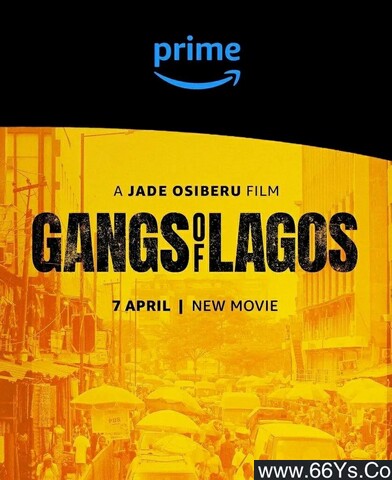 prime
A JADE OSIBERU FILM
GANGS OF LAGOS
7 APRIL | NEW MOVIE
Www.66Ys.Co